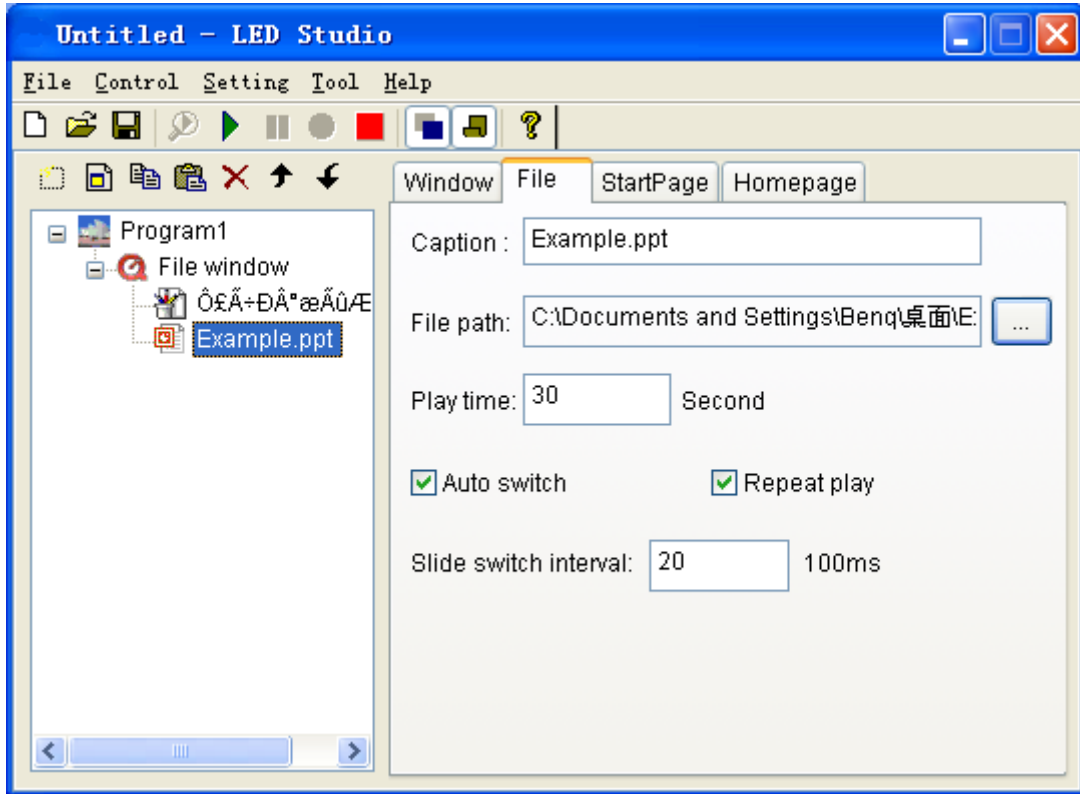 Untitled - LED Studio
File Control Setting Tool Help
Window File StartPage Homepage
Program1
File window
Ô£Ã÷ÐÂ°æÃûÆ
Example.ppt
Caption : Example.ppt
File path: C:\Documents and Settings\Benq\桌面\E: ...
Play time: 30 Second
Auto switch Repeat play
Slide switch interval: 20 100ms